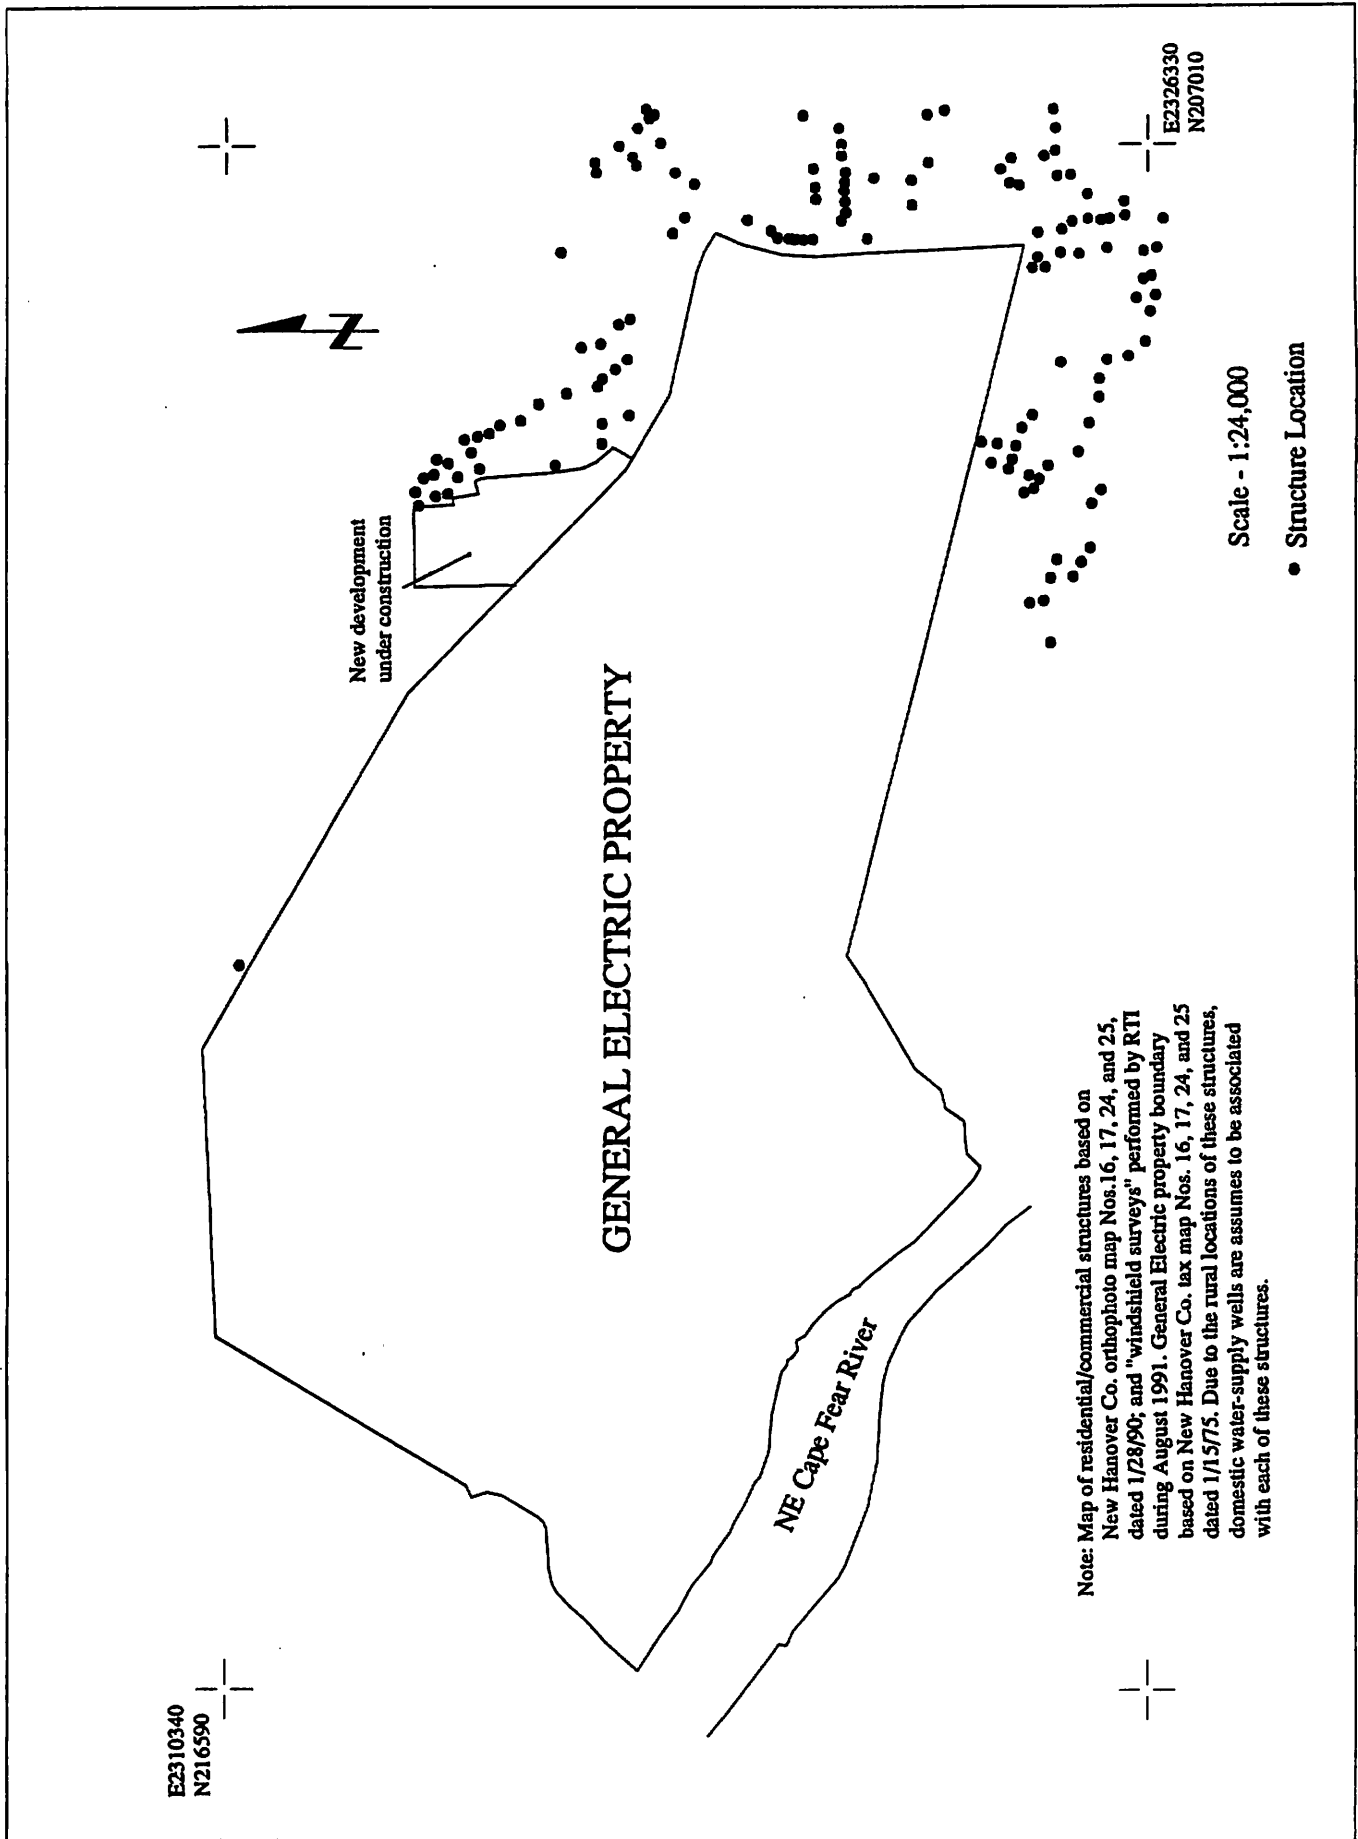 E2310340
N216590
N
New development
under construction
GENERAL ELECTRIC PROPERTY
NE Cape Fear River
Note: Map of residential/commercial structures based on
New Hanover Co. orthophoto map Nos.16, 17, 24, and 25,
dated 1/28/90; and "windshield surveys" performed by RTI
during August 1991. General Electric property boundary
based on New Hanover Co. tax map Nos. 16, 17, 24, and 25
dated 1/15/75. Due to the rural locations of these structures,
domestic water-supply wells are assumes to be associated
with each of these structures.
Scale - 1:24,000
● Structure Location
E2326330
N207010